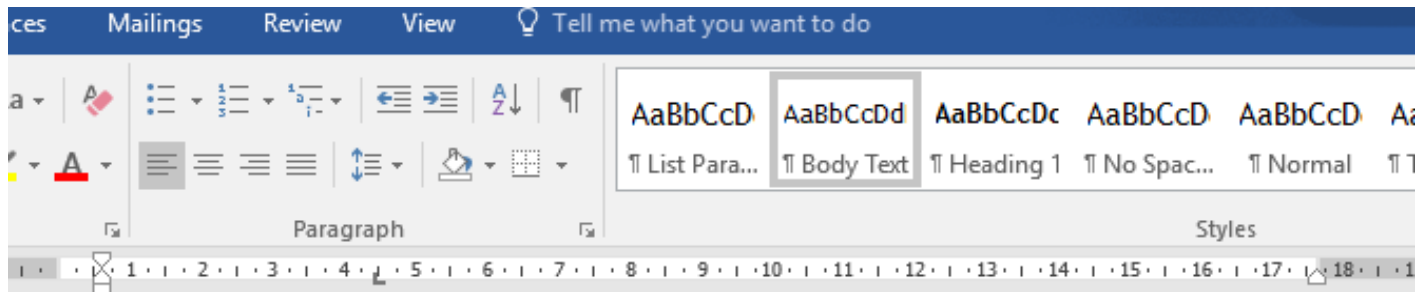 ces Mailings Review View Tell me what you want to do
AaBbCcD AaBbCcDd AaBbCcDc AaBbCcD AaBbCcD Aa
¶ List Para... ¶ Body Text ¶ Heading 1 ¶ No Spac... ¶ Normal ¶ T
Paragraph Styles
1 2 3 4 5 6 7 8 9 10 11 12 13 14 15 16 17 18 1